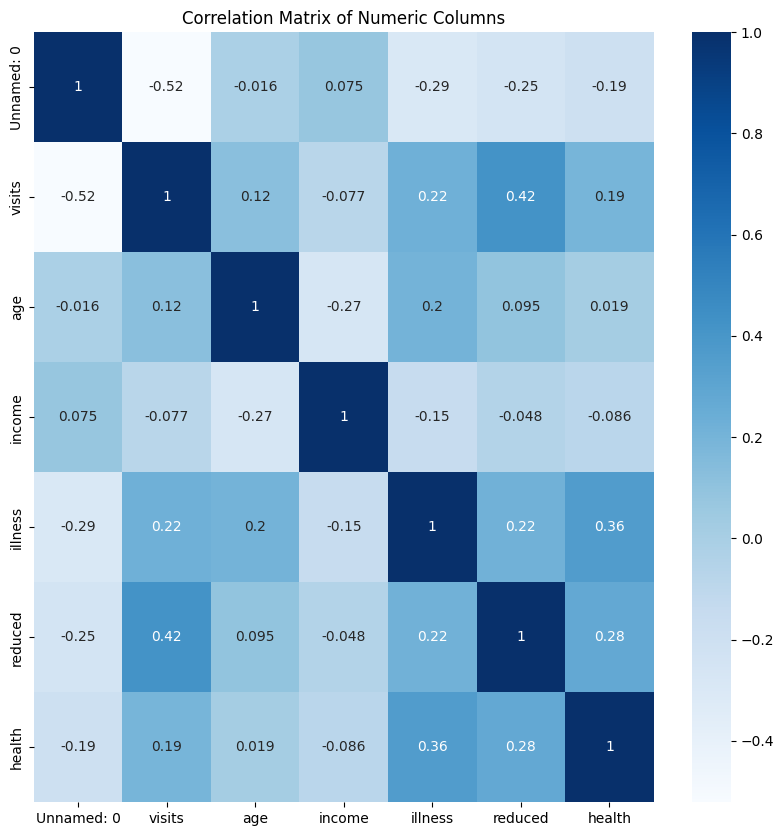 Correlation Matrix of Numeric Columns
Unnamed: 0 1 -0.52 -0.016 0.075 -0.29 -0.25 -0.19
visits -0.52 1 0.12 -0.077 0.22 0.42 0.19
age -0.016 0.12 1 -0.27 0.2 0.095 0.019
income 0.075 -0.077 -0.27 1 -0.15 -0.048 -0.086
illness -0.29 0.22 0.2 -0.15 1 0.22 0.36
reduced -0.25 0.42 0.095 -0.048 0.22 1 0.28
health -0.19 0.19 0.019 -0.086 0.36 0.28 1
Unnamed: 0 visits age income illness reduced health
1.0
0.8
0.6
0.4
0.2
0.0
−0.2
−0.4